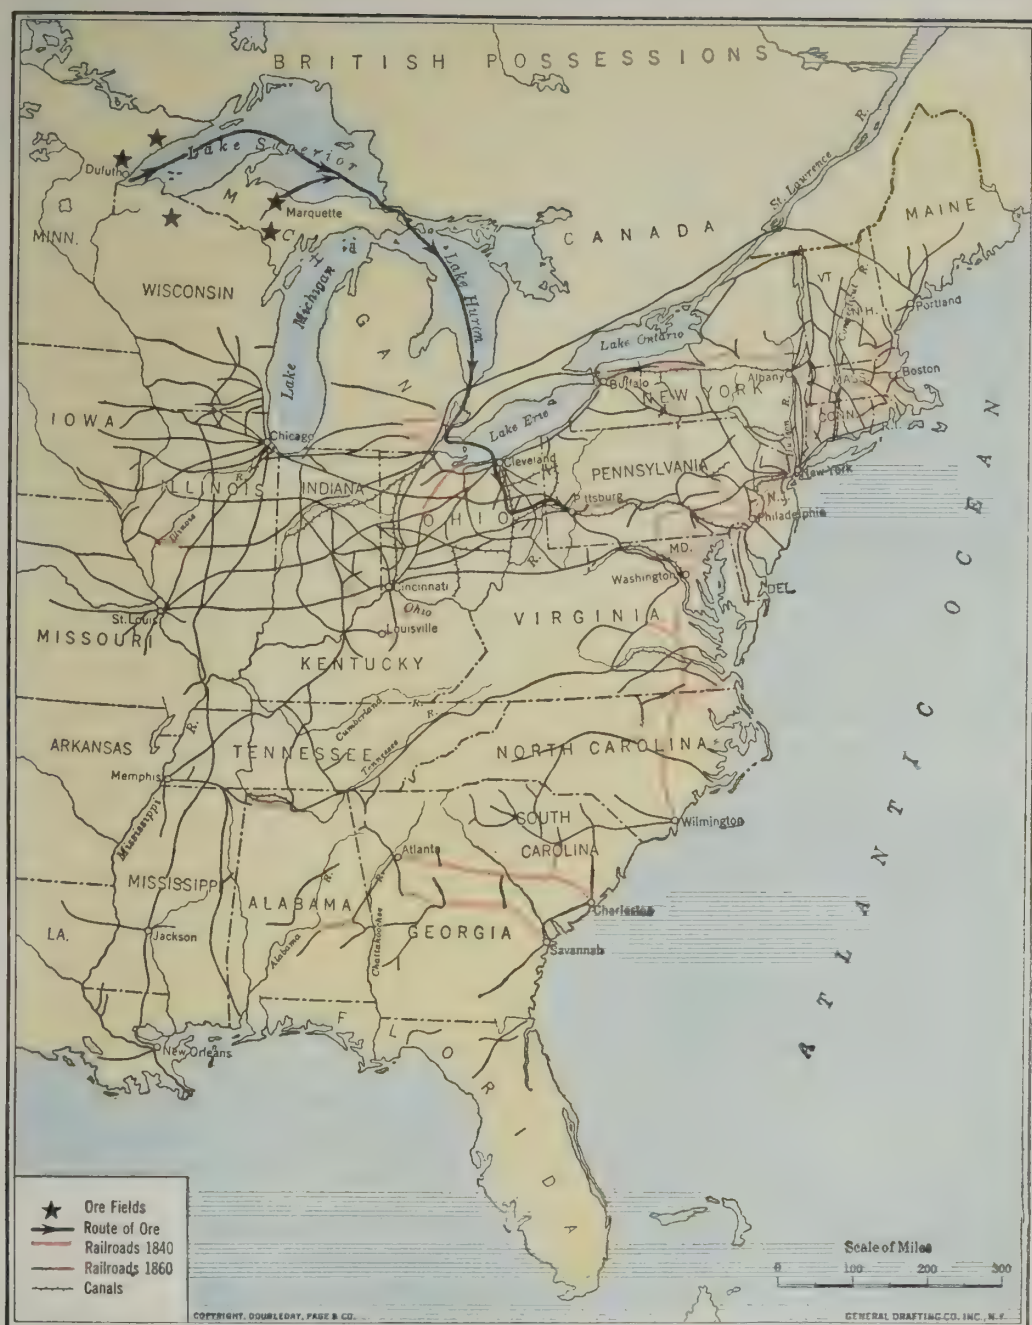 BRITISH POSSESSIONS
St. Lawrence R.
Lake Superior
Duluth
MINN.
Marquette
MICHIGAN
CANADA
MAINE
WISCONSIN
Lake Michigan
Lake Huron
VT
N.H.
Connecticut R.
Portland
Lake Ontario
Buffalo
Albany
Boston
NEW YORK
MASS.
CONN.
R.I.
Hudson R.
IOWA
Chicago
Lake Erie
Cleveland
PENNSYLVANIA
New York
ILLINOIS
INDIANA
OHIO
Pittsburg
N.J.
Philadelphia
Illinois R.
MD.
Washington
DEL.
Cincinnati
Ohio R.
St. Louis
Louisville
MISSOURI
KENTUCKY
VIRGINIA
ATLANTIC OCEAN
Cumberland R.
Tennessee R.
ARKANSAS
TENNESSEE
NORTH CAROLINA
Memphis
Mississippi R.
SOUTH CAROLINA
Wilmington
Atlanta
MISSISSIPPI
ALABAMA
Alabama R.
Chattahoochee R.
GEORGIA
Charleston
LA.
Jackson
Savannah
FLORIDA
New Orleans
Ore Fields
Route of Ore
Railroads 1840
Railroads 1860
Canals
Scale of Miles
0 100 200 300
COPYRIGHT, DOUBLEDAY, PAGE & CO.
GENERAL DRAFTING CO. INC., N.Y.